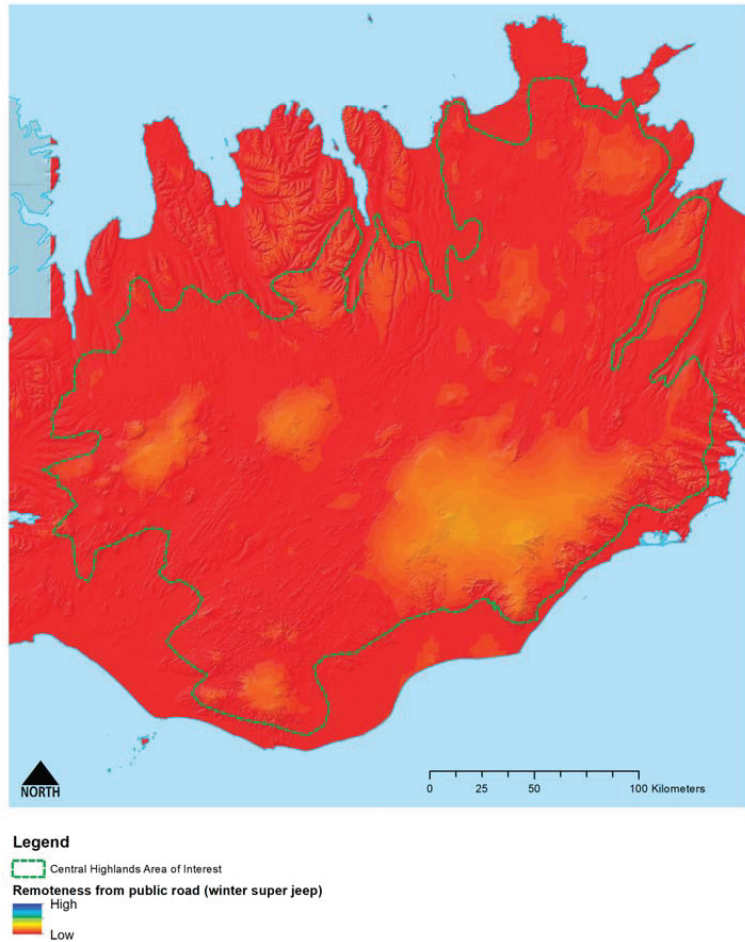 NORTH
0 25 50 100 Kilometers
Legend
Central Highlands Area of Interest
Remoteness from public road (winter super jeep)
High
Low